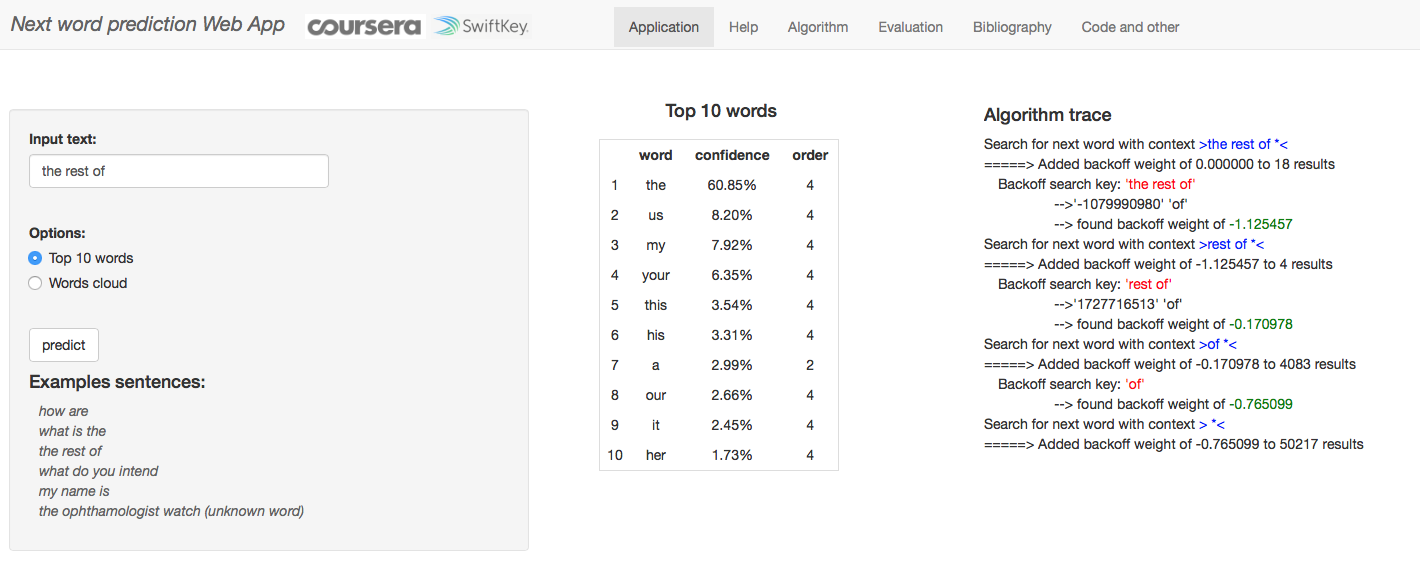 Next word prediction Web App coursera SwiftKey Application Help Algorithm Evaluation Bibliography Code and other
Input text:
the rest of
Options:
Top 10 words
Words cloud
predict
Examples sentences:
how are
what is the
the rest of
what do you intend
my name is
the ophthamologist watch (unknown word)
Top 10 words
word confidence order
1 the 60.85% 4
2 us 8.20% 4
3 my 7.92% 4
4 your 6.35% 4
5 this 3.54% 4
6 his 3.31% 4
7 a 2.99% 2
8 our 2.66% 4
9 it 2.45% 4
10 her 1.73% 4
Algorithm trace
Search for next word with context >the rest of *<
=====> Added backoff weight of 0.000000 to 18 results
Backoff search key: 'the rest of'
-->'-1079990980' 'of'
--> found backoff weight of -1.125457
Search for next word with context >rest of *<
=====> Added backoff weight of -1.125457 to 4 results
Backoff search key: 'rest of'
-->'1727716513' 'of'
--> found backoff weight of -0.170978
Search for next word with context >of *<
=====> Added backoff weight of -0.170978 to 4083 results
Backoff search key: 'of'
--> found backoff weight of -0.765099
Search for next word with context > *<
=====> Added backoff weight of -0.765099 to 50217 results